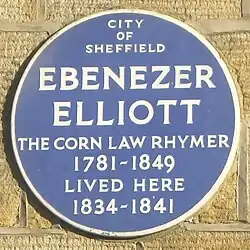 CITY
OF
SHEFFIELD
EBENEZER
ELLIOTT
THE CORN LAW RHYMER
1781-1849
LIVED HERE
1834-1841